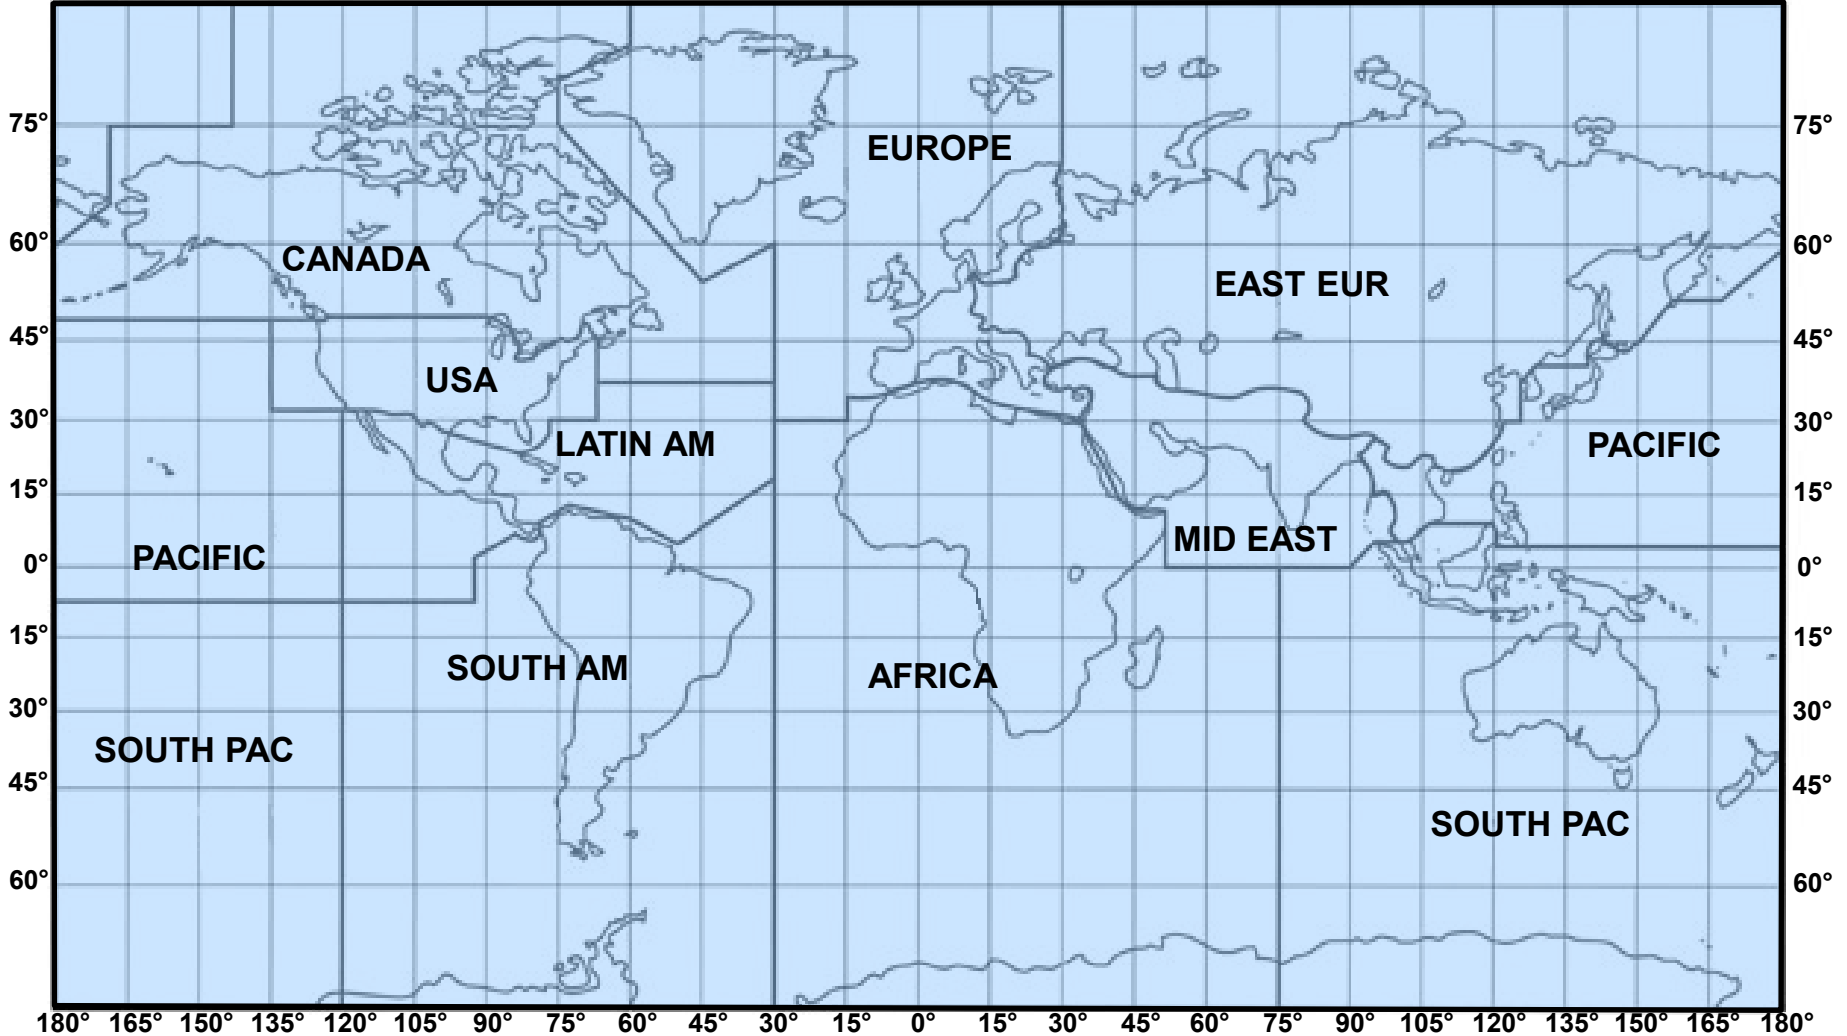 EUROPE
75° 75°
CANADA
60° 60°
EAST EUR
45° 45°
USA
30° 30°
LATIN AM
PACIFIC
15° 15°
MID EAST
PACIFIC
0° 0°
15° 15°
SOUTH AM
AFRICA
30° 30°
SOUTH PAC
45° 45°
SOUTH PAC
60° 60°
180° 165° 150° 135° 120° 105° 90° 75° 60° 45° 30 15 0° 15 30° 45° 60° 75° 90° 105° 120° 135° 150° 165° 180°